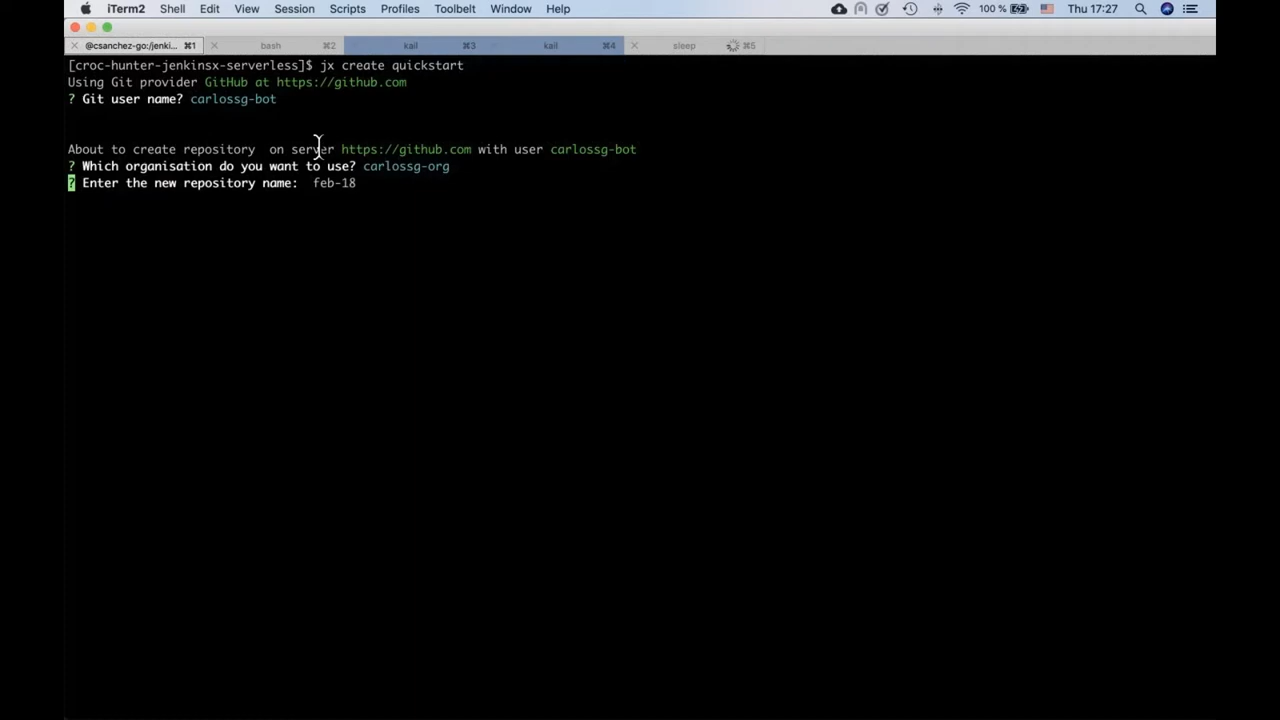 iTerm2 Shell Edit View Session Scripts Profiles Toolbelt Window Help 100 % Thu 17:27
@csanchez-go:/jenki... ⌘1 bash ⌘2 kail ⌘3 kail ⌘4 sleep ⌘5
[croc-hunter-jenkinsx-serverless]$ jx create quickstart
Using Git provider GitHub at https://github.com
? Git user name? carlossg-bot
About to create repository  on server https://github.com with user carlossg-bot
? Which organisation do you want to use? carlossg-org
? Enter the new repository name:  feb-18